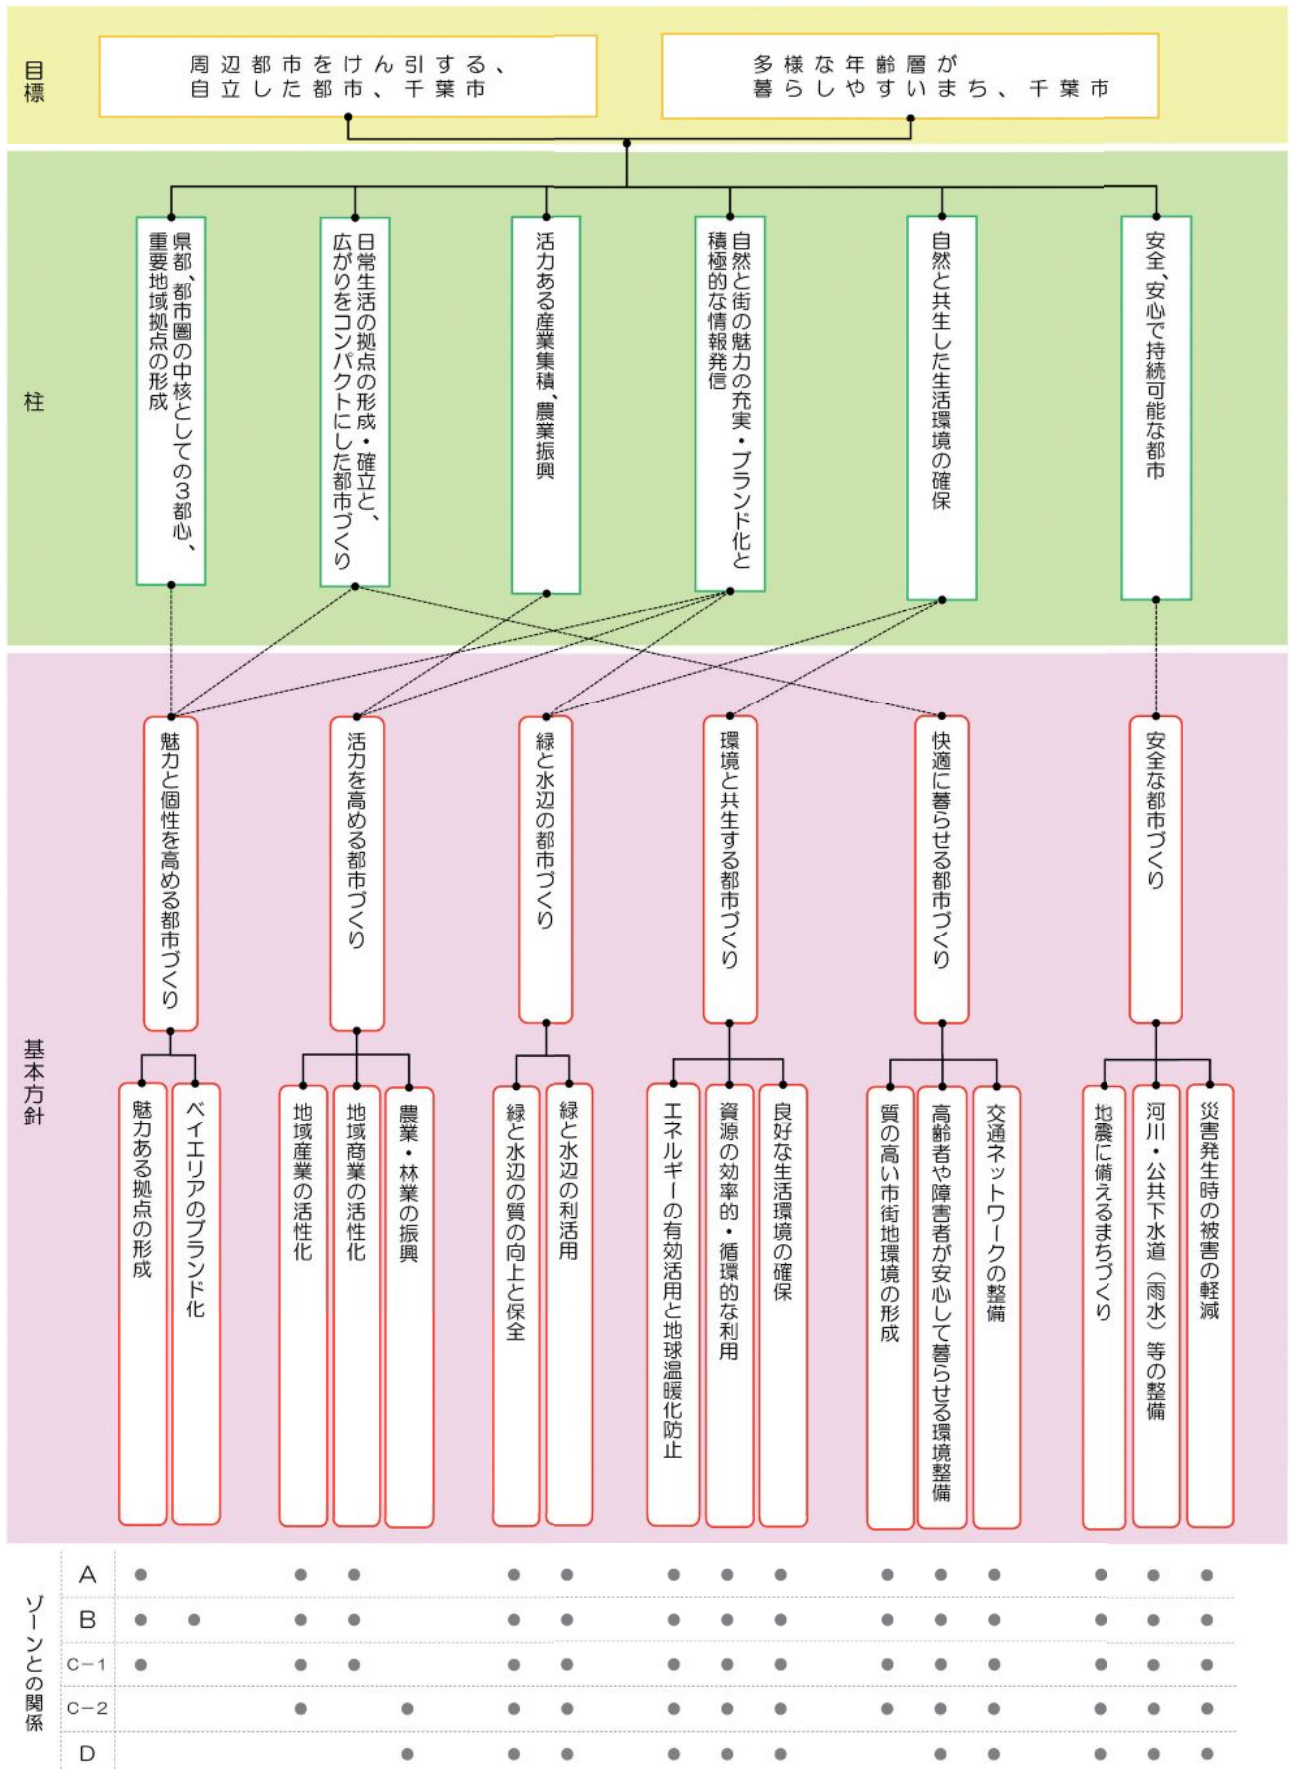 目標
周辺都市をけん引する、
自立した都市、千葉市
多様な年齢層が
暮らしやすいまち、千葉市
柱
県都、都市圏の中核としての3都心、
重要地域拠点の形成
日常生活の拠点の形成・確立と、
広がりをコンパクトにした都市づくり
活力ある産業集積、農業振興
自然と街の魅力の充実・ブランド化と
積極的な情報発信
自然と共生した生活環境の確保
安全、安心で持続可能な都市
基本方針
魅力と個性を高める都市づくり
活力を高める都市づくり
緑と水辺の都市づくり
環境と共生する都市づくり
快適に暮らせる都市づくり
安全な都市づくり
魅力ある拠点の形成
ベイエリアのブランド化
地域産業の活性化
地域商業の活性化
農業・林業の振興
緑と水辺の質の向上と保全
緑と水辺の利活用
エネルギーの有効活用と地球温暖化防止
資源の効率的・循環的な利用
良好な生活環境の確保
質の高い市街地環境の形成
高齢者や障害者が安心して暮らせる環境整備
交通ネットワークの整備
地震に備えるまちづくり
河川・公共下水道（雨水）等の整備
災害発生時の被害の軽減
ゾーンとの関係
A
B
C−1
C−2
D